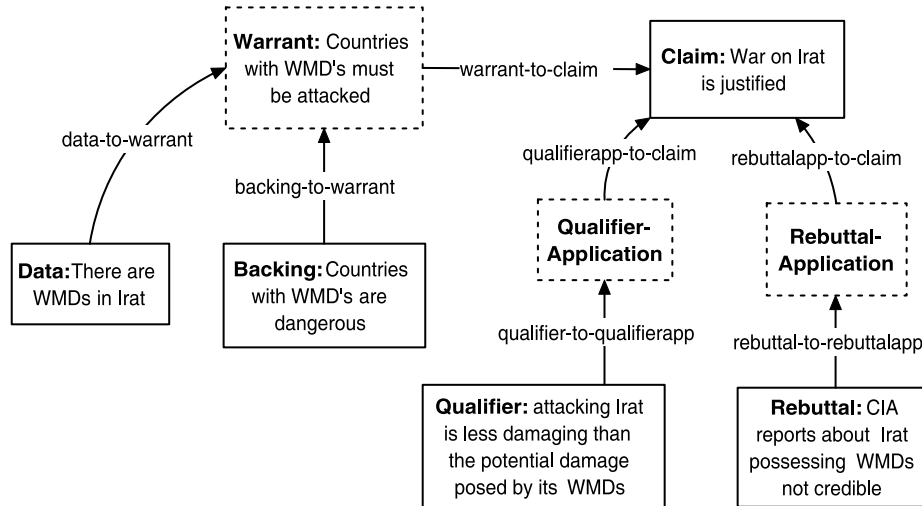 Warrant: Countries
with WMD's must
be attacked
warrant-to-claim
Claim: War on Irat
is justified
data-to-warrant
qualifierapp-to-claim
rebuttalapp-to-claim
backing-to-warrant
Qualifier-
Application
Rebuttal-
Application
Data:There are
WMDs in Irat
Backing: Countries
with WMD's are
dangerous
qualifier-to-qualifierapp
rebuttal-to-rebuttalapp
Qualifier: attacking Irat
is less damaging than
the potential damage
posed by its WMDs
Rebuttal: CIA
reports about Irat
possessing WMDs
not credible